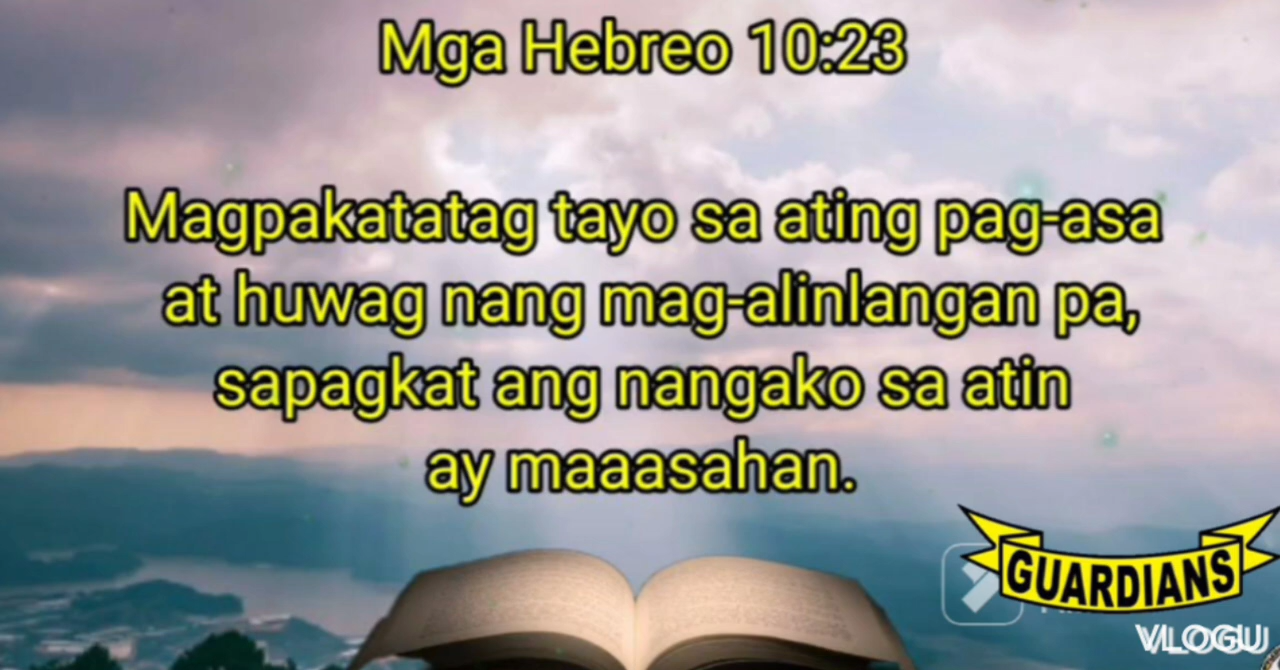 Mga Hebreo 10:23
Magpakatatag tayo sa ating pag-asa
at huwag nang mag-alinlangan pa,
sapagkat ang nangako sa atin
ay maaasahan.
GUARDIANS
VLOGU